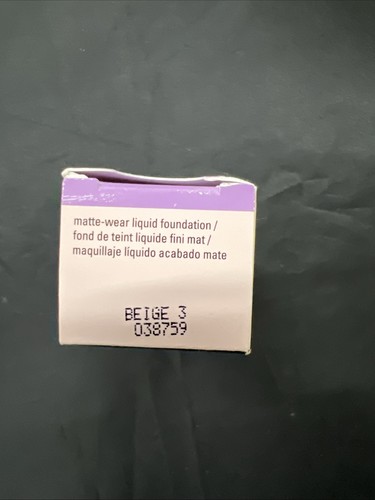 matte-wear liquid foundation /
fond de teint liquide fini mat /
maquillaje líquido acabado mate
BEIGE 3
038759